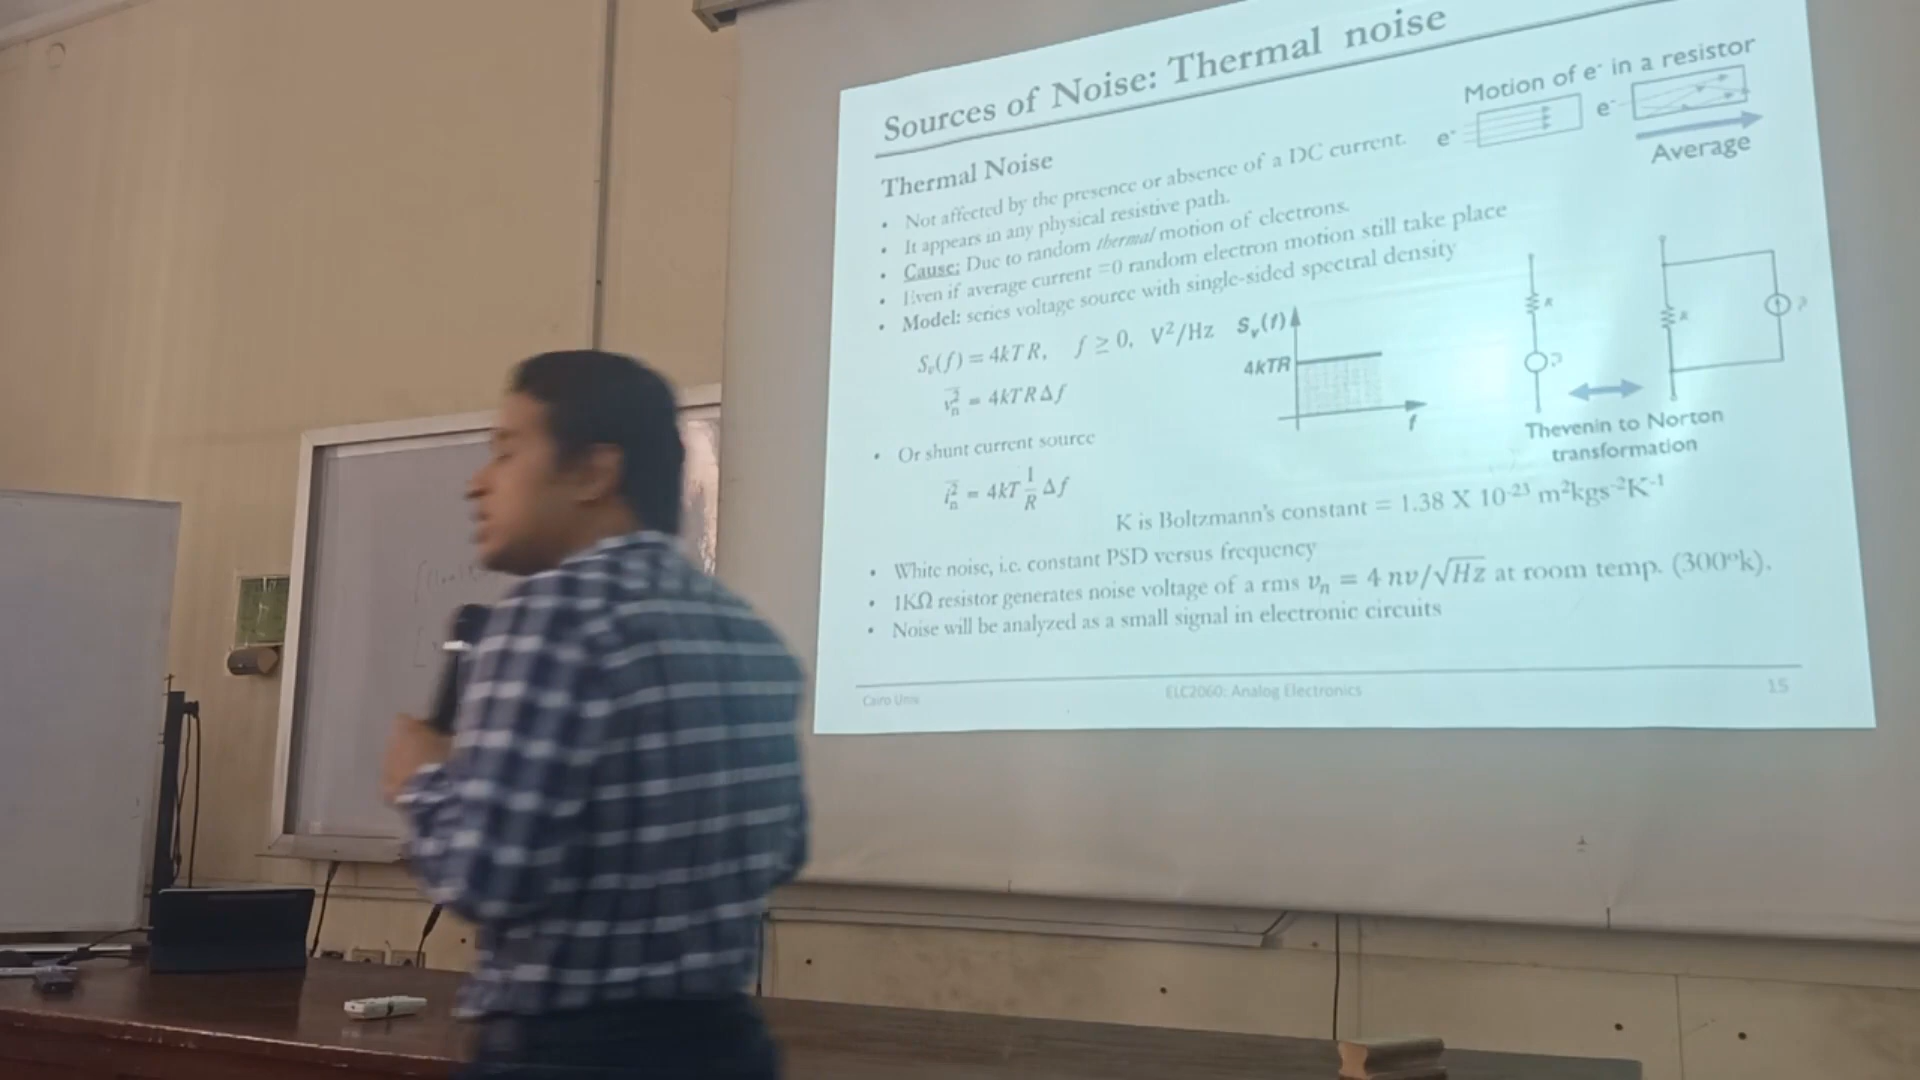 Sources of Noise: Thermal noise
Motion of e⁻ in a resistor
e⁻
e⁻
Average
Thermal Noise
• Not affected by the presence or absence of a DC current.
• It appears in any physical resistive path.
• Cause: Due to random thermal motion of electrons.
• Even if average current =0 random electron motion still take place
• Model: series voltage source with single-sided spectral density
Sᵥ(f) = 4kTR, f ≥ 0, V²/Hz
Sᵥ(f)
4kTR
f
v̅ₙ² = 4kTRΔf
R
?
R
?
Thevenin to Norton
transformation
• Or shunt current source
i̅ₙ² = 4kT 1/R Δf
K is Boltzmann's constant = 1.38 X 10⁻²³ m²kgs⁻²K⁻¹
• White noise, i.e. constant PSD versus frequency
• 1KΩ resistor generates noise voltage of a rms vₙ = 4 nv/√Hz at room temp. (300ºk).
• Noise will be analyzed as a small signal in electronic circuits
Cairo Univ
ELC2060: Analog Electronics
15